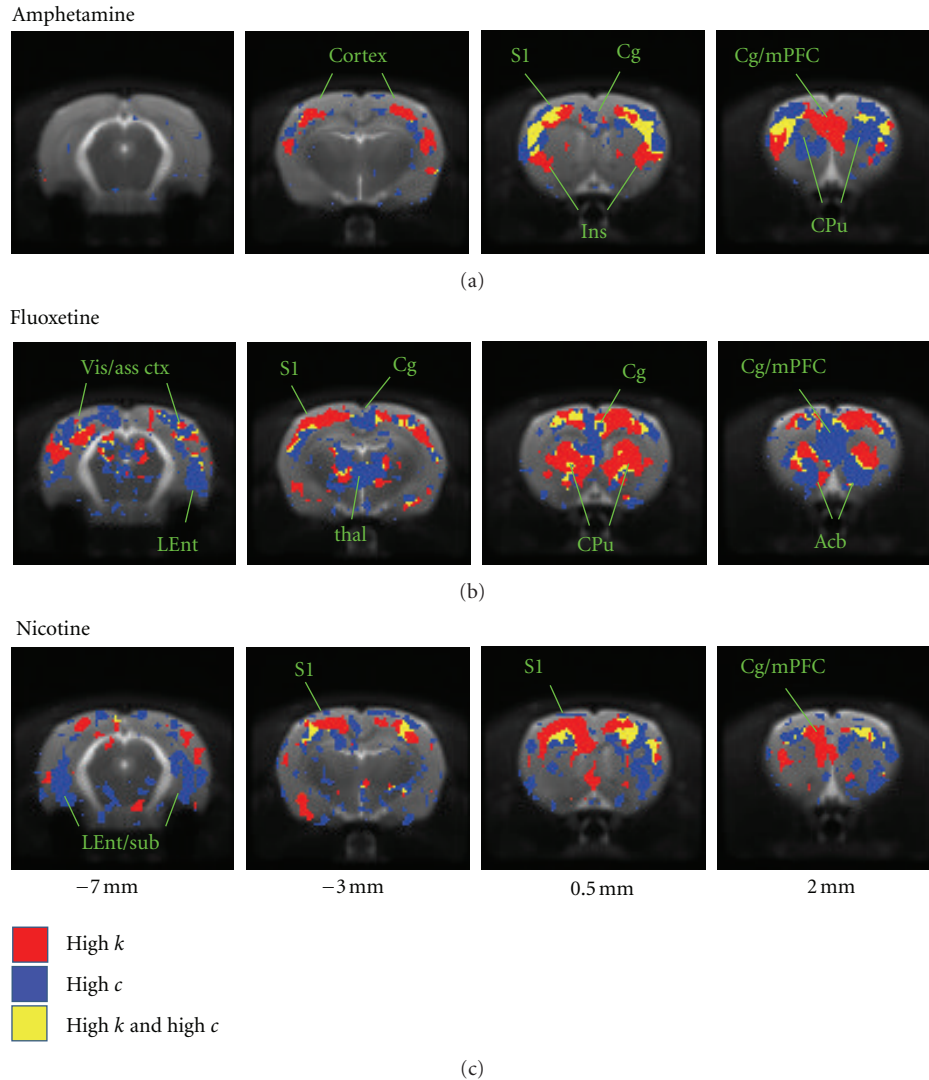 Amphetamine
Cortex
S1
Cg
Cg/mPFC
Ins
CPu
(a)
Fluoxetine
Vis/ass ctx
S1
Cg
Cg
Cg/mPFC
LEnt
thal
CPu
Acb
(b)
Nicotine
S1
S1
Cg/mPFC
LEnt/sub
−7 mm
−3 mm
0.5 mm
2 mm
High k
High c
High k and high c
(c)